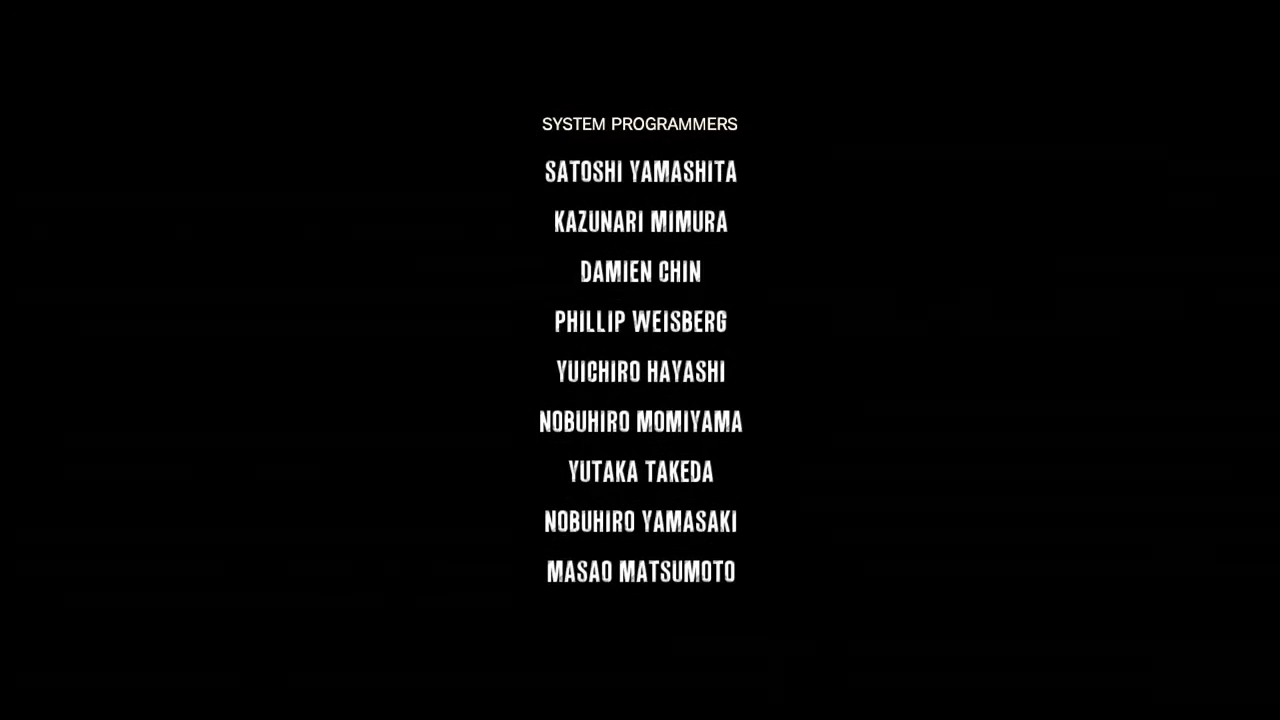 SYSTEM PROGRAMMERS
SATOSHI YAMASHITA
KAZUNARI MIMURA
DAMIEN CHIN
PHILLIP WEISBERG
YUICHIRO HAYASHI
NOBUHIRO MOMIYAMA
YUTAKA TAKEDA
NOBUHIRO YAMASAKI
MASAO MATSUMOTO